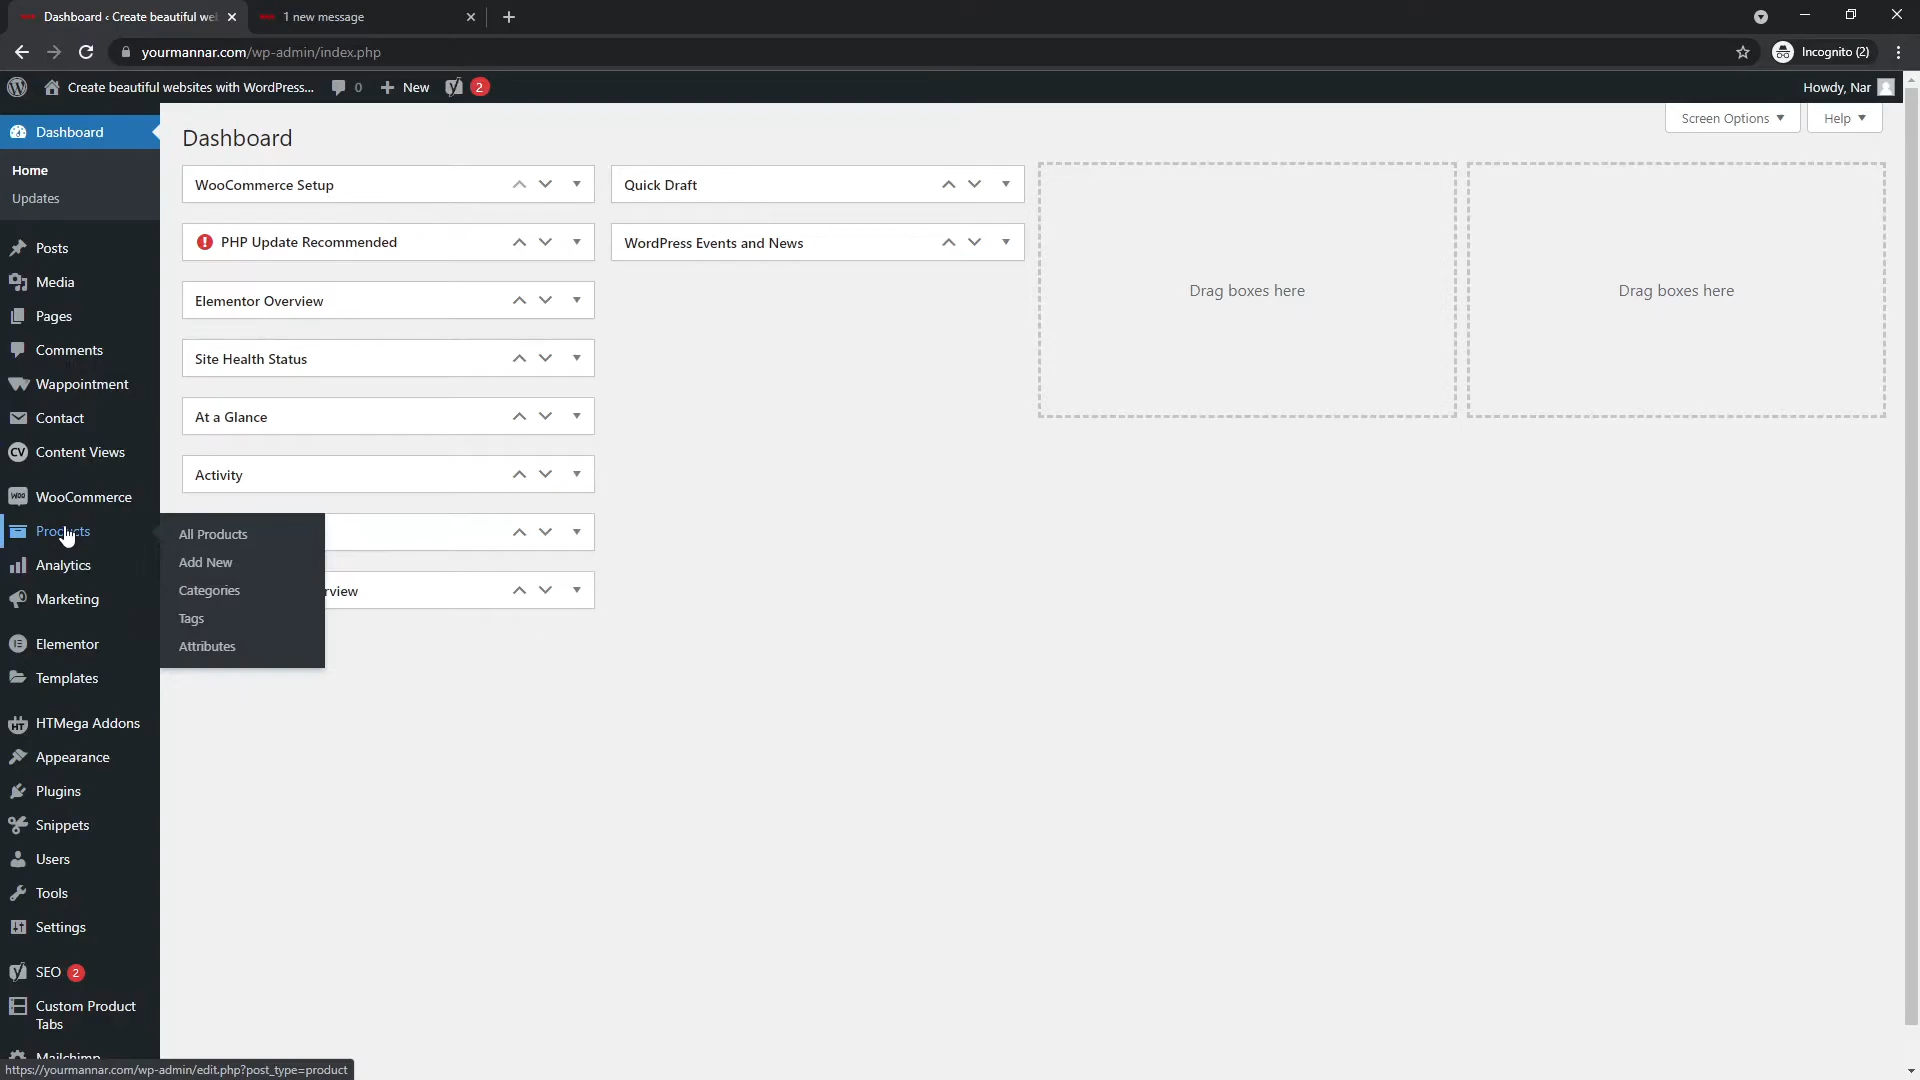 Dashboard ‹ Create beautiful we
1 new message
yourmannar.com/wp-admin/index.php
Incognito (2)
Create beautiful websites with WordPress...
0
New
2
Howdy, Nar
Dashboard
Screen Options
Help
Home
Updates
Posts
Media
Pages
Comments
Wappointment
Contact
CV
Content Views
WOO
WooCommerce
Products
Analytics
Marketing
Elementor
Templates
HT
HTMega Addons
Appearance
Plugins
Snippets
Users
Tools
Settings
SEO 2
Custom Product
Tabs
Mailchimp
Dashboard
WooCommerce Setup
PHP Update Recommended
Elementor Overview
Site Health Status
At a Glance
Activity
rview
Quick Draft
WordPress Events and News
Drag boxes here
Drag boxes here
All Products
Add New
Categories
Tags
Attributes
https://yourmannar.com/wp-admin/edit.php?post_type=product